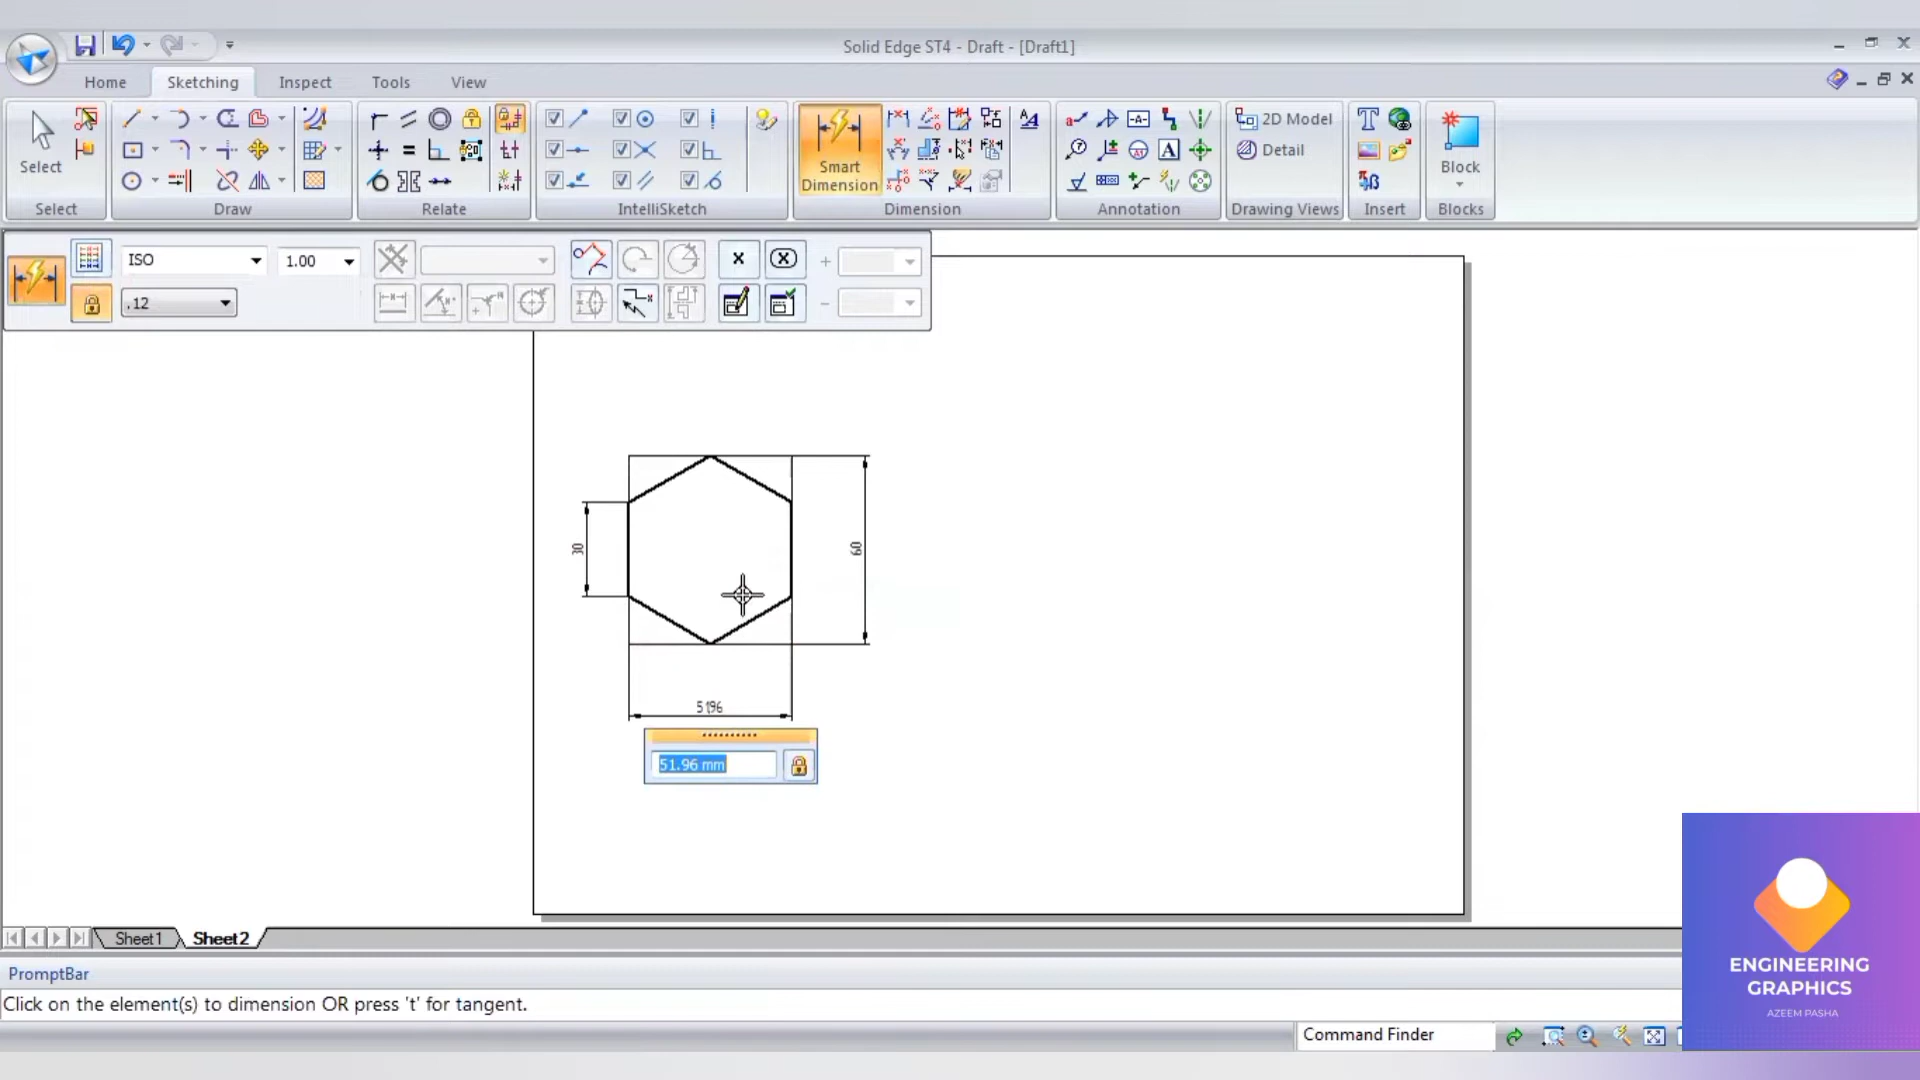 Solid Edge ST4 - Draft - [Draft1]
Home Sketching Inspect Tools View
Select
Smart
Dimension
2D Model
Detail
Block
Select Draw Relate IntelliSketch Dimension Annotation Drawing Views Insert Blocks
ISO 1.00
.12
30
60
51,96
51.96 mm
Sheet1 Sheet2
PromptBar
Click on the element(s) to dimension OR press 't' for tangent.
Command Finder
ENGINEERING
GRAPHICS
AZEEM PASHA